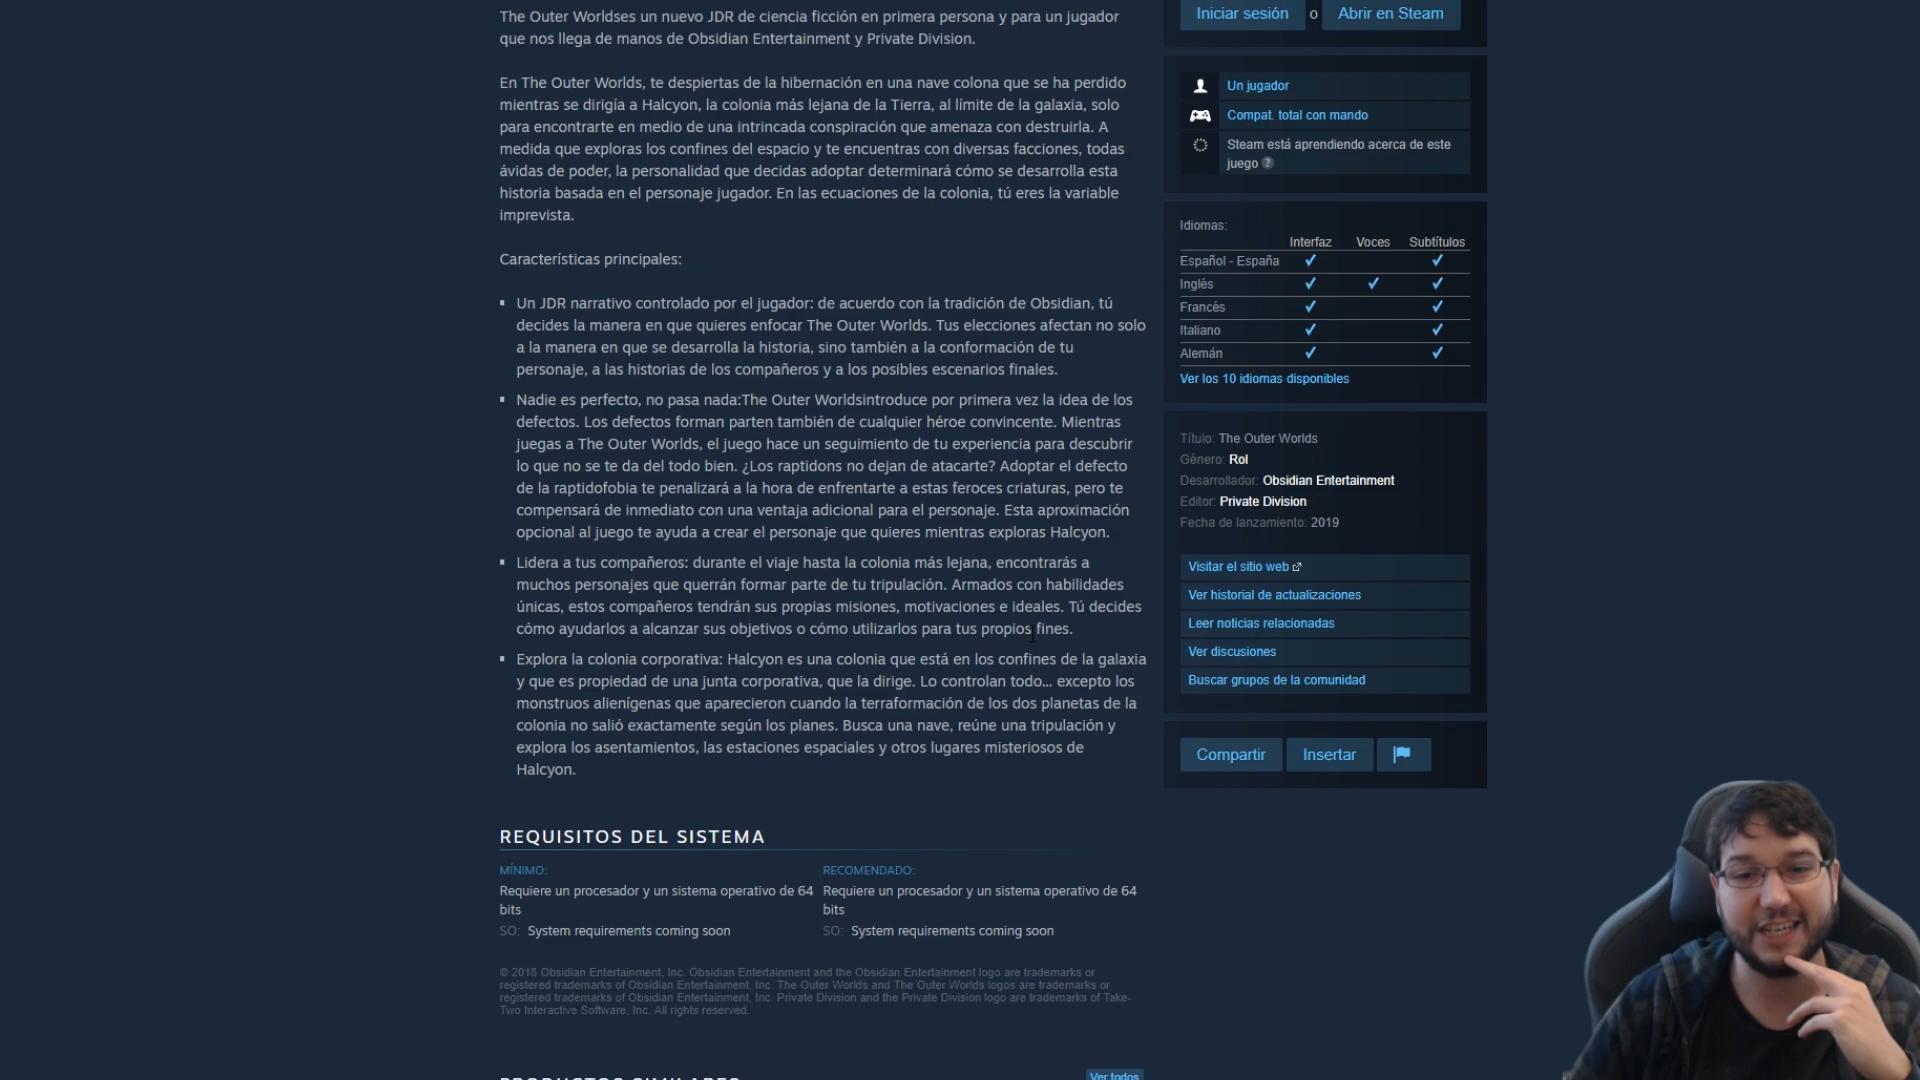 The Outer Worldses un nuevo JDR de ciencia ficción en primera persona y para un jugador
que nos llega de manos de Obsidian Entertainment y Private Division.
En The Outer Worlds, te despiertas de la hibernación en una nave colona que se ha perdido
mientras se dirigía a Halcyon, la colonia más lejana de la Tierra, al límite de la galaxia, solo
para encontrarte en medio de una intrincada conspiración que amenaza con destruirla. A
medida que exploras los confines del espacio y te encuentras con diversas facciones, todas
ávidas de poder, la personalidad que decidas adoptar determinará cómo se desarrolla esta
historia basada en el personaje jugador. En las ecuaciones de la colonia, tú eres la variable
imprevista.
Características principales:
Un JDR narrativo controlado por el jugador: de acuerdo con la tradición de Obsidian, tú
decides la manera en que quieres enfocar The Outer Worlds. Tus elecciones afectan no solo
a la manera en que se desarrolla la historia, sino también a la conformación de tu
personaje, a las historias de los compañeros y a los posibles escenarios finales.
Nadie es perfecto, no pasa nada:The Outer Worldsintroduce por primera vez la idea de los
defectos. Los defectos forman parten también de cualquier héroe convincente. Mientras
juegas a The Outer Worlds, el juego hace un seguimiento de tu experiencia para descubrir
lo que no se te da del todo bien. ¿Los raptidons no dejan de atacarte? Adoptar el defecto
de la raptidofobia te penalizará a la hora de enfrentarte a estas feroces criaturas, pero te
compensará de inmediato con una ventaja adicional para el personaje. Esta aproximación
opcional al juego te ayuda a crear el personaje que quieres mientras exploras Halcyon.
Lidera a tus compañeros: durante el viaje hasta la colonia más lejana, encontrarás a
muchos personajes que querrán formar parte de tu tripulación. Armados con habilidades
únicas, estos compañeros tendrán sus propias misiones, motivaciones e ideales. Tú decides
cómo ayudarlos a alcanzar sus objetivos o cómo utilizarlos para tus propios fines.
Explora la colonia corporativa: Halcyon es una colonia que está en los confines de la galaxia
y que es propiedad de una junta corporativa, que la dirige. Lo controlan todo... excepto los
monstruos alienígenas que aparecieron cuando la terraformación de los dos planetas de la
colonia no salió exactamente según los planes. Busca una nave, reúne una tripulación y
explora los asentamientos, las estaciones espaciales y otros lugares misteriosos de
Halcyon.
REQUISITOS DEL SISTEMA
MÍNIMO:
Requiere un procesador y un sistema operativo de 64
bits
SO: System requirements coming soon
RECOMENDADO:
Requiere un procesador y un sistema operativo de 64
bits
SO: System requirements coming soon
© 2018 Obsidian Entertainment, Inc. Obsidian Entertainment and the Obsidian Entertainment logo are trademarks or
registered trademarks of Obsidian Entertainment, Inc. The Outer Worlds and The Outer Worlds logos are trademarks or
registered trademarks of Obsidian Entertainment, Inc. Private Division and the Private Division logo are trademarks of Take-
Two Interactive Software, Inc. All rights reserved.
PRODUCTOS SIMILARES
Ver todos
Iniciar sesión o Abrir en Steam
Un jugador
Compat. total con mando
Steam está aprendiendo acerca de este
juego ?
Idiomas:
Interfaz Voces Subtítulos
Español - España ✓ ✓
Inglés ✓ ✓ ✓
Francés ✓ ✓
Italiano ✓ ✓
Alemán ✓ ✓
Ver los 10 idiomas disponibles
Título: The Outer Worlds
Género: Rol
Desarrollador: Obsidian Entertainment
Editor: Private Division
Fecha de lanzamiento: 2019
Visitar el sitio web
Ver historial de actualizaciones
Leer noticias relacionadas
Ver discusiones
Buscar grupos de la comunidad
Compartir Insertar